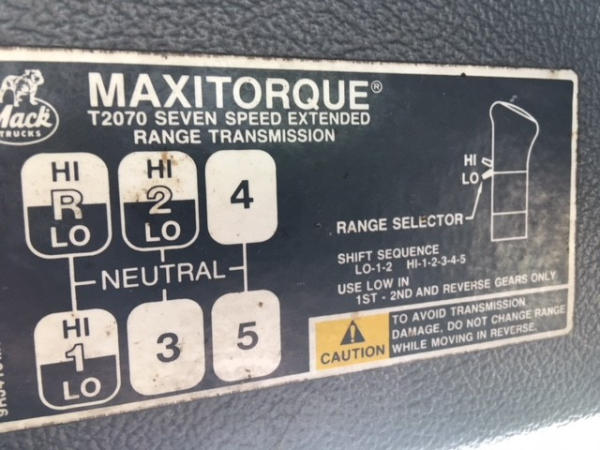 Mack
TRUCKS
MAXITORQUE®
T2070 SEVEN SPEED EXTENDED
RANGE TRANSMISSION
HI
R
LO
HI
2
LO
4
NEUTRAL
HI
1
LO
3
5
HI
LO
RANGE SELECTOR
SHIFT SEQUENCE
LO-1-2 HI-1-2-3-4-5
USE LOW IN
1ST - 2ND AND REVERSE GEARS ONLY
CAUTION
TO AVOID TRANSMISSION
DAMAGE, DO NOT CHANGE RANGE
WHILE MOVING IN REVERSE.